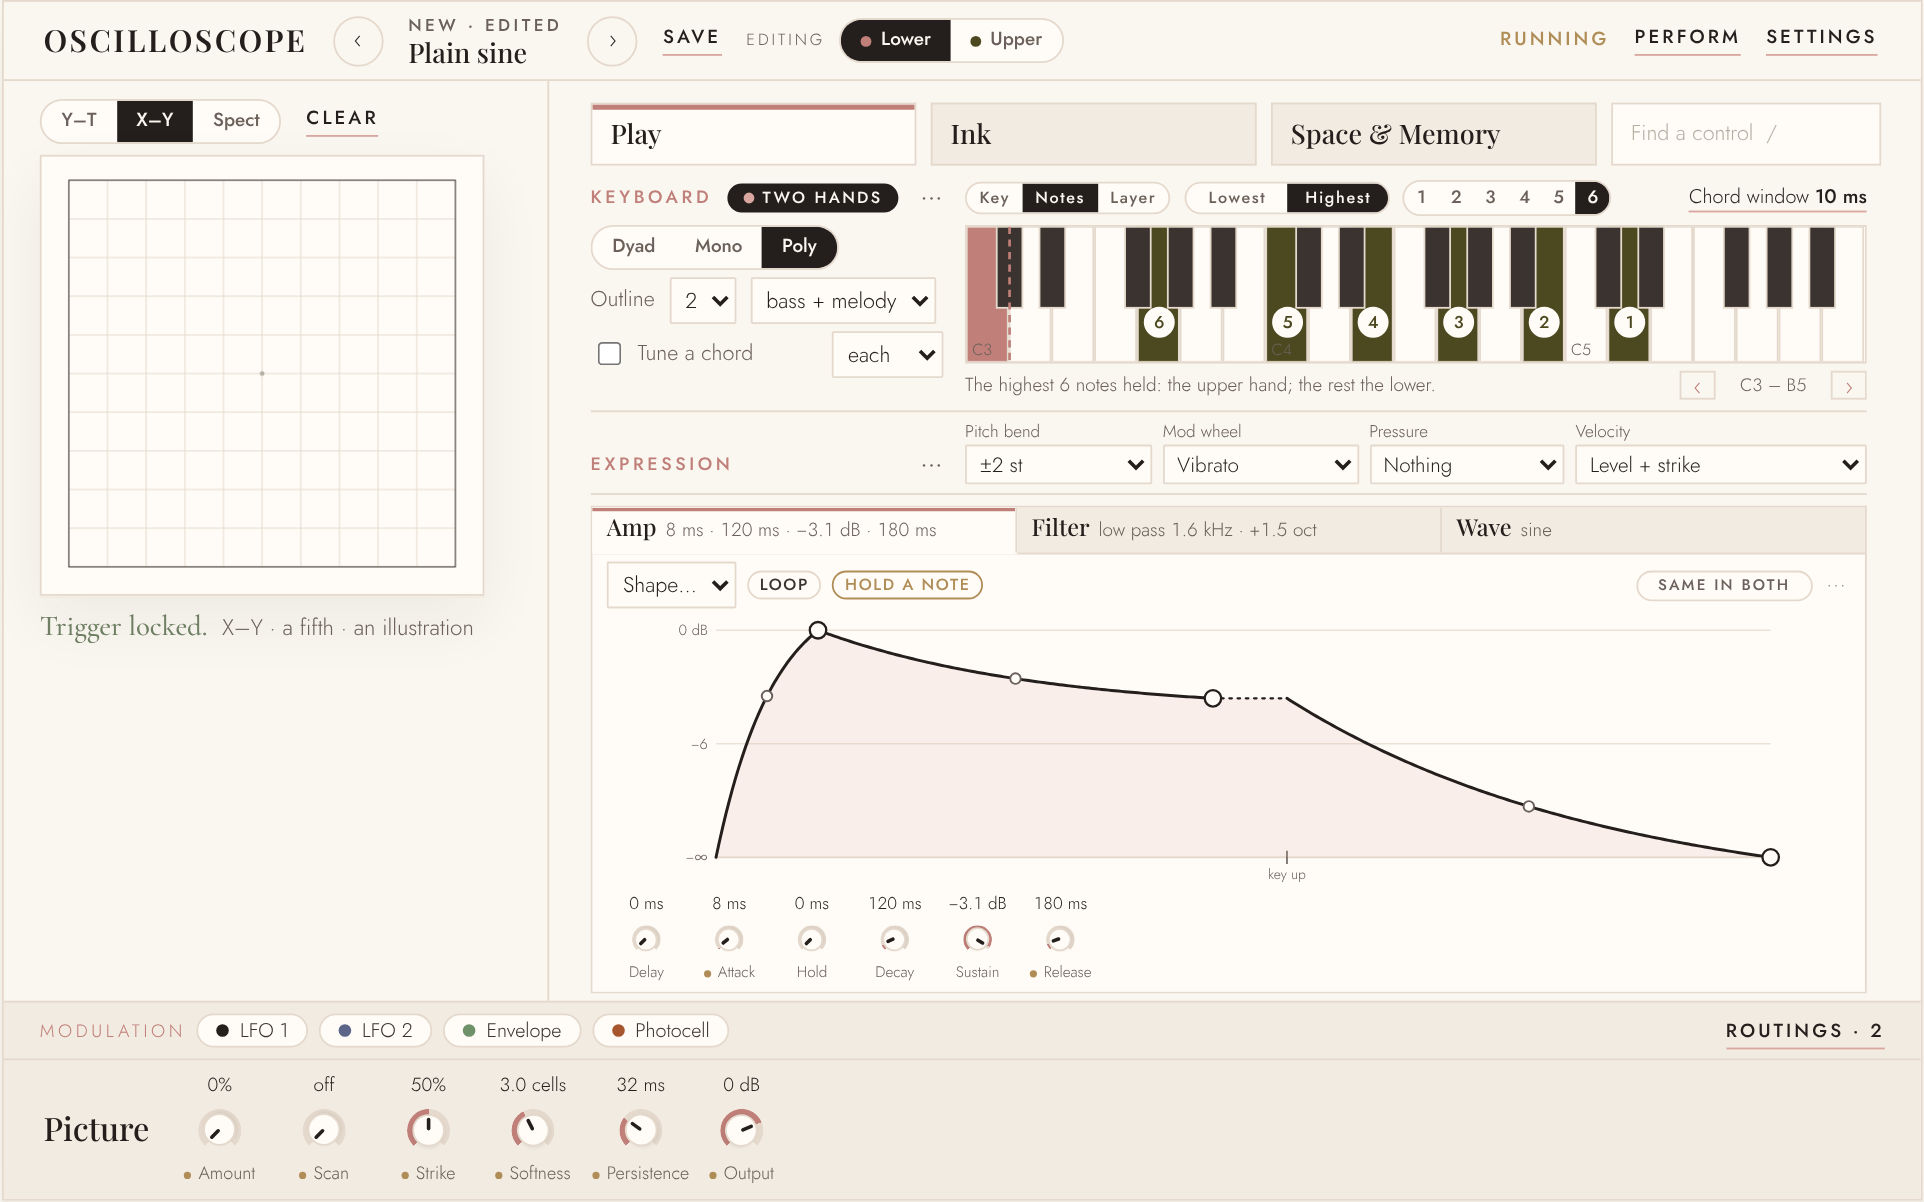 OSCILLOSCOPE
‹
NEW · EDITED
Plain sine
›
SAVE
EDITING
Lower
Upper
RUNNING
PERFORM
SETTINGS
Y–T
X–Y
Spect
CLEAR
Trigger locked. X–Y · a fifth · an illustration
Play
Ink
Space & Memory
Find a control /
KEYBOARD
TWO HANDS
···
Key
Notes
Layer
Lowest
Highest
1 2 3 4 5 6
Chord window 10 ms
Dyad
Mono
Poly
Outline
2
bass + melody
Tune a chord
each
6 5 4 3 2 1
C3 C4 C5
The highest 6 notes held: the upper hand; the rest the lower.
‹ C3 – B5 ›
EXPRESSION
···
Pitch bend
Mod wheel
Pressure
Velocity
±2 st
Vibrato
Nothing
Level + strike
Amp 8 ms · 120 ms · −3.1 dB · 180 ms
Filter low pass 1.6 kHz · +1.5 oct
Wave sine
Shape...
LOOP
HOLD A NOTE
SAME IN BOTH
···
0 dB
−6
−∞
key up
0 ms
8 ms
0 ms
120 ms
−3.1 dB
180 ms
Delay
Attack
Hold
Decay
Sustain
Release
MODULATION
LFO 1
LFO 2
Envelope
Photocell
ROUTINGS · 2
0%
off
50%
3.0 cells
32 ms
0 dB
Picture
Amount
Scan
Strike
Softness
Persistence
Output